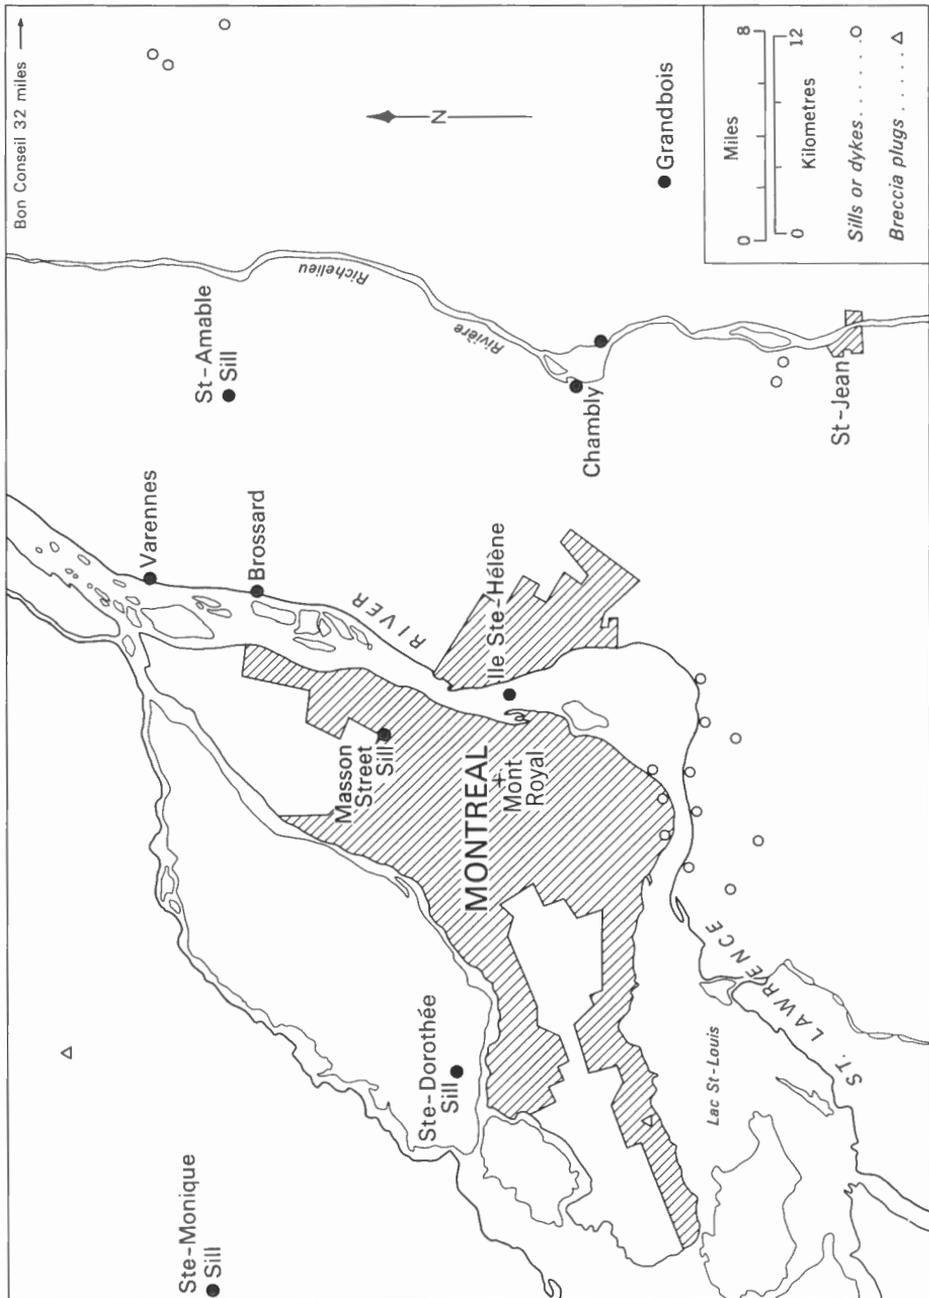 Bon Conseil 32 miles
N
Grandbois
Miles
0
8
0
12
Kilometres
Sills or dykes......
Breccia plugs......
Rivière
Richelieu
St-Amable
Sill
Chambly
St-Jean
Varennes
Brossard
RIVER
Ile Ste-Hélène
Masson
Street
Sill
MONTREAL
Mont
Royal
ST. LAWRENCE
Lac St-Louis
Ste-Dorothée
Sill
Ste-Monique
Sill